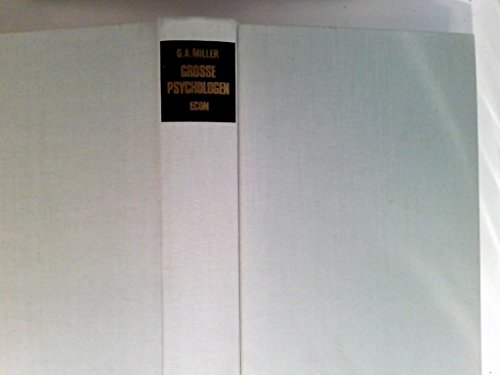 G. A. MILLER
GROSSE
PSYCHOLOGEN
ECON